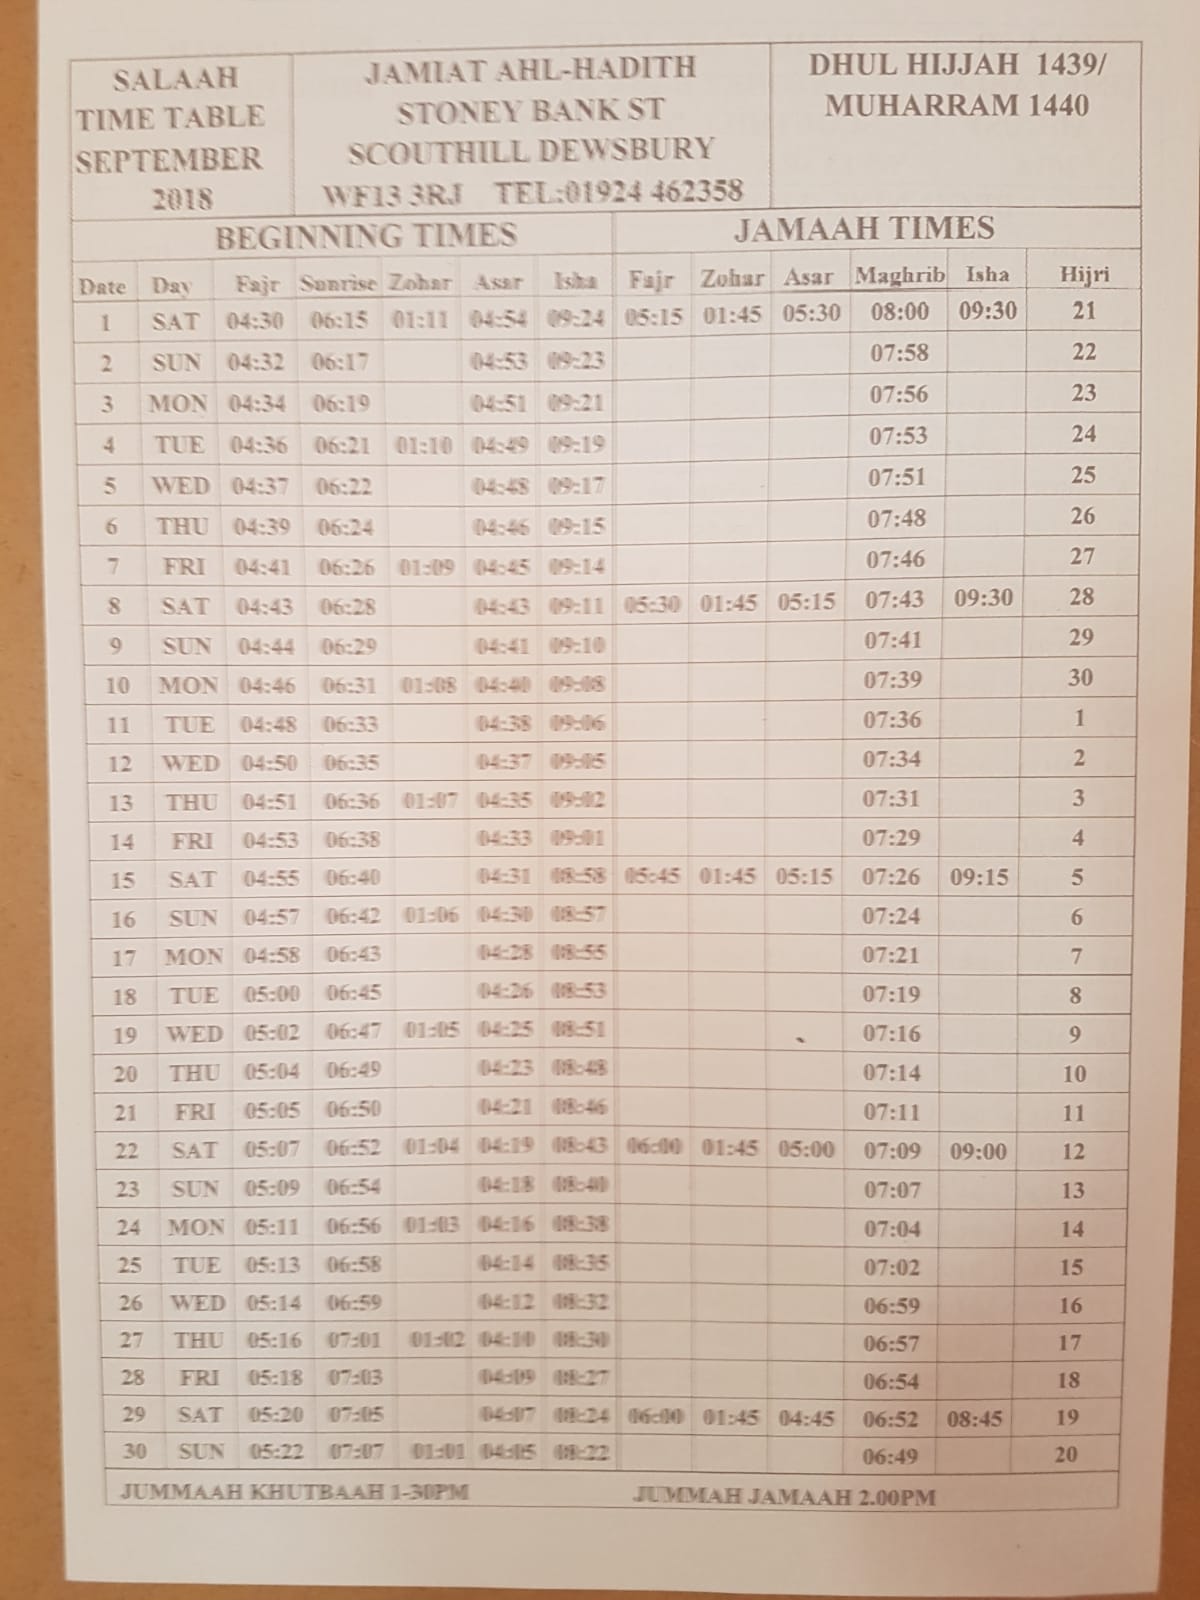 SALAAH
TIME TABLE
SEPTEMBER
2018
JAMIAT AHL-HADITH
STONEY BANK ST
SCOUTHILL DEWSBURY
WF13 3RJ TEL:01924 462358
DHUL HIJJAH 1439/
MUHARRAM 1440
BEGINNING TIMES JAMAAH TIMES
Date Day Fajr Sunrise Zohar Asar Isha Fajr Zohar Asar Maghrib Isha Hijri
1 SAT 04:30 06:15 01:11 04:54 09:24 05:15 01:45 05:30 08:00 09:30 21
2 SUN 04:32 06:17 04:53 09:23 07:58 22
3 MON 04:34 06:19 04:51 09:21 07:56 23
4 TUE 04:36 06:21 01:10 04:49 09:19 07:53 24
5 WED 04:37 06:22 04:48 09:17 07:51 25
6 THU 04:39 06:24 04:46 09:15 07:48 26
7 FRI 04:41 06:26 01:09 04:45 09:14 07:46 27
8 SAT 04:43 06:28 04:43 09:11 05:30 01:45 05:15 07:43 09:30 28
9 SUN 04:44 06:29 04:41 09:10 07:41 29
10 MON 04:46 06:31 01:08 04:40 09:08 07:39 30
11 TUE 04:48 06:33 04:38 09:06 07:36 1
12 WED 04:50 06:35 04:37 09:05 07:34 2
13 THU 04:51 06:36 01:07 04:35 09:02 07:31 3
14 FRI 04:53 06:38 04:33 09:01 07:29 4
15 SAT 04:55 06:40 04:31 08:58 05:45 01:45 05:15 07:26 09:15 5
16 SUN 04:57 06:42 01:06 04:30 08:57 07:24 6
17 MON 04:58 06:43 04:28 08:55 07:21 7
18 TUE 05:00 06:45 04:26 08:53 07:19 8
19 WED 05:02 06:47 01:05 04:25 08:51 07:16 9
20 THU 05:04 06:49 04:23 08:48 07:14 10
21 FRI 05:05 06:50 04:21 08:46 07:11 11
22 SAT 05:07 06:52 01:04 04:19 08:43 06:00 01:45 05:00 07:09 09:00 12
23 SUN 05:09 06:54 04:18 08:40 07:07 13
24 MON 05:11 06:56 01:03 04:16 08:38 07:04 14
25 TUE 05:13 06:58 04:14 08:35 07:02 15
26 WED 05:14 06:59 04:12 08:32 06:59 16
27 THU 05:16 07:01 01:02 04:10 08:30 06:57 17
28 FRI 05:18 07:03 04:09 08:27 06:54 18
29 SAT 05:20 07:05 04:07 08:24 06:00 01:45 04:45 06:52 08:45 19
30 SUN 05:22 07:07 01:01 04:05 08:22 06:49 20
JUMMAAH KHUTBAAH 1-30PM JUMMAH JAMAAH 2.00PM